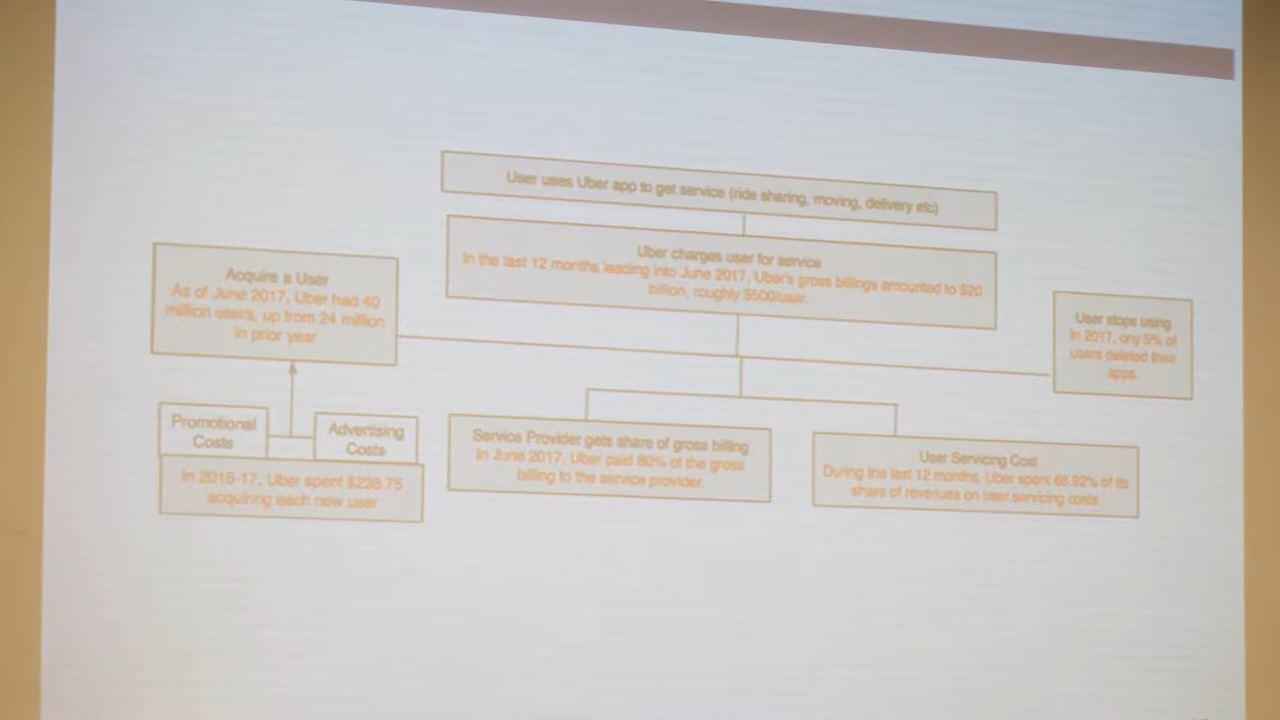 User uses Uber app to get service (ride sharing, moving, delivery etc)
Uber charges user for service
In the last 12 months leading into June 2017, Uber's gross billings amounted to $20
billion, roughly $500/user.
Acquire a User
As of June 2017, Uber had 40
million users, up from 24 million
in prior year
User stops using
In 2017, ony 5% of
users deleted their
apps.
Promotional
Costs
Advertising
Costs
In 2016-17, Uber spent $238.75
acquiring each new user
Service Provider gets share of gross billing
In June 2017, Uber paid 80% of the gross
billing to the service provider.
User Servicing Cost
During the last 12 months, Uber spent 68.92% of its
share of revenues on user servicing costs